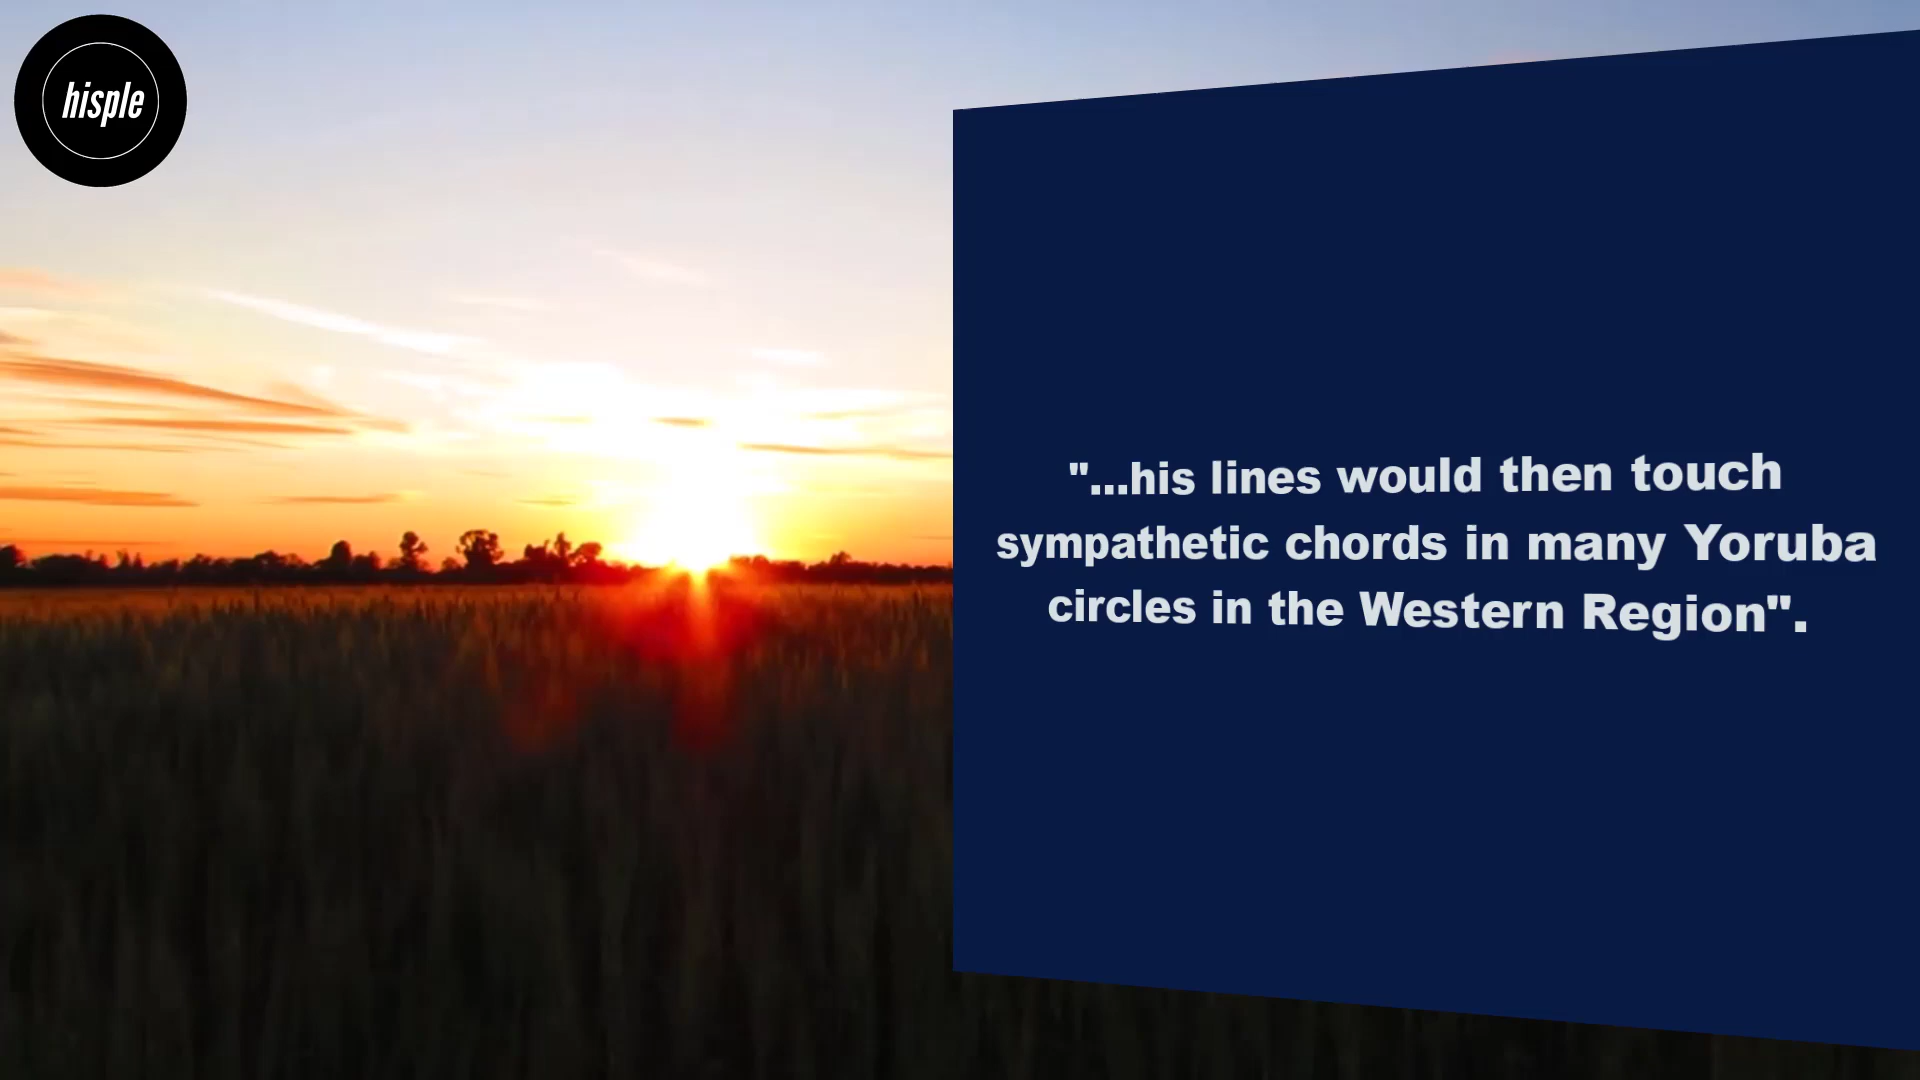 hisple
"...his lines would then touch
sympathetic chords in many Yoruba
circles in the Western Region".